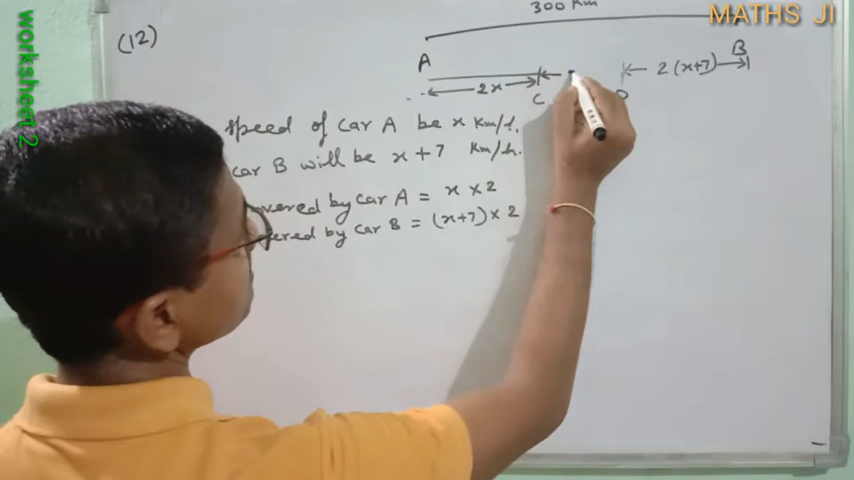 worksheet 2
MATHS JI
300 Km
(12)
A
B
2x
2(x+7)
C
D
speed of car A be x Km/h.
car B will be x+7 Km/h.
overed by car A = x x 2
ered by car B = (x+7) x 2